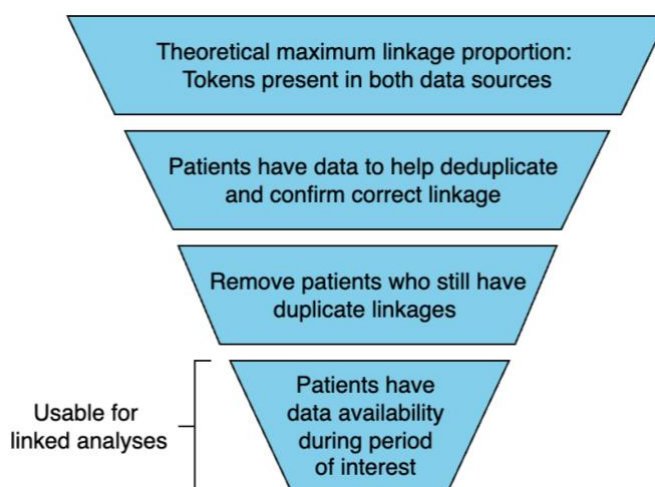 Theoretical maximum linkage proportion:
Tokens present in both data sources
Patients have data to help deduplicate
and confirm correct linkage
Remove patients who still have
duplicate linkages
Usable for
linked analyses
Patients have
data availability
during period
of interest